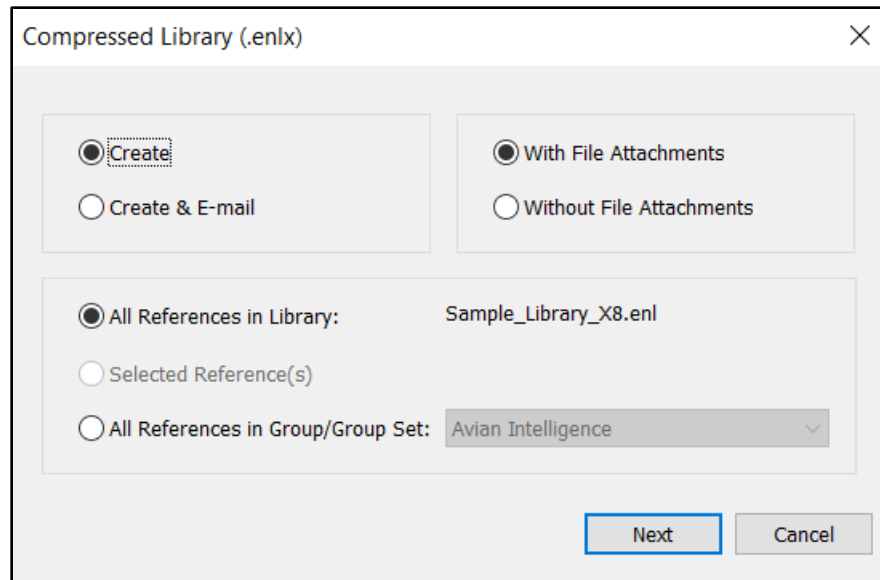 Compressed Library (.enlx)
Create
Create & E-mail
With File Attachments
Without File Attachments
All References in Library: Sample_Library_X8.enl
Selected Reference(s)
All References in Group/Group Set: Avian Intelligence
Next Cancel